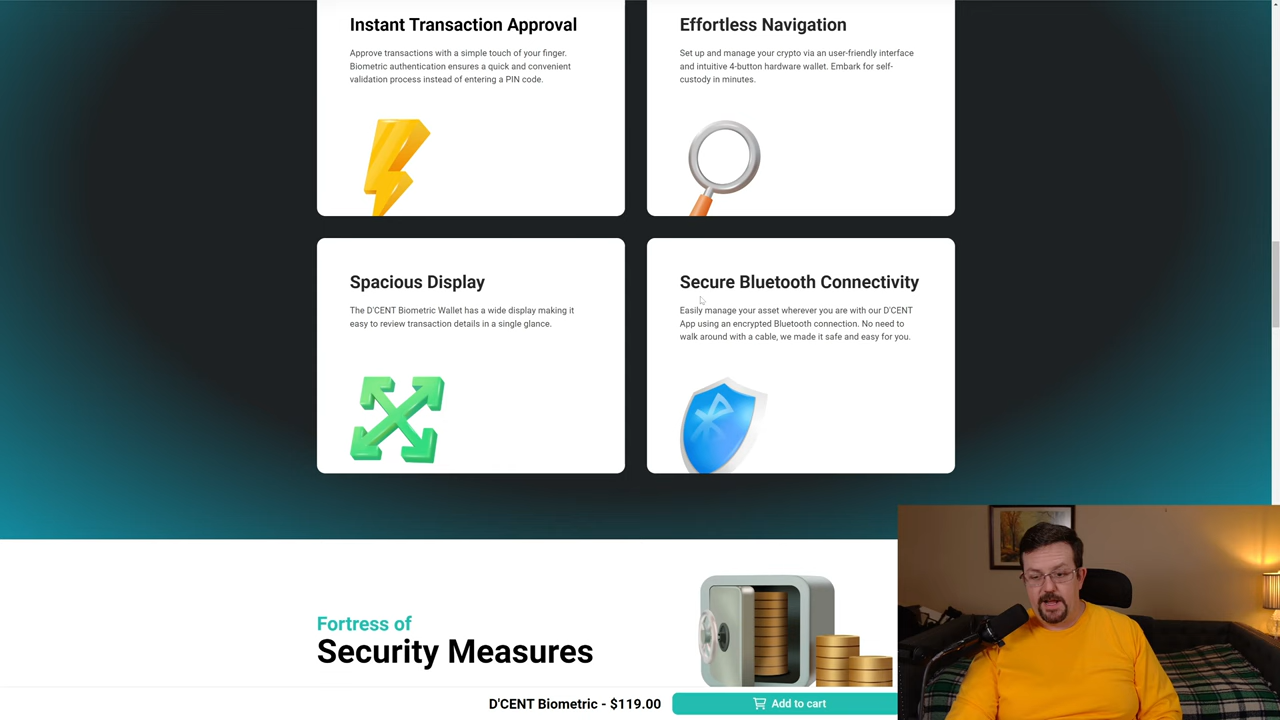 Instant Transaction Approval
Approve transactions with a simple touch of your finger.
Biometric authentication ensures a quick and convenient
validation process instead of entering a PIN code.
Effortless Navigation
Set up and manage your crypto via an user-friendly interface
and intuitive 4-button hardware wallet. Embark for self-
custody in minutes.
Spacious Display
The D'CENT Biometric Wallet has a wide display making it
easy to review transaction details in a single glance.
Secure Bluetooth Connectivity
Easily manage your asset wherever you are with our D'CENT
App using an encrypted Bluetooth connection. No need to
walk around with a cable, we made it safe and easy for you.
Fortress of
Security Measures
D'CENT Biometric - $119.00
Add to cart